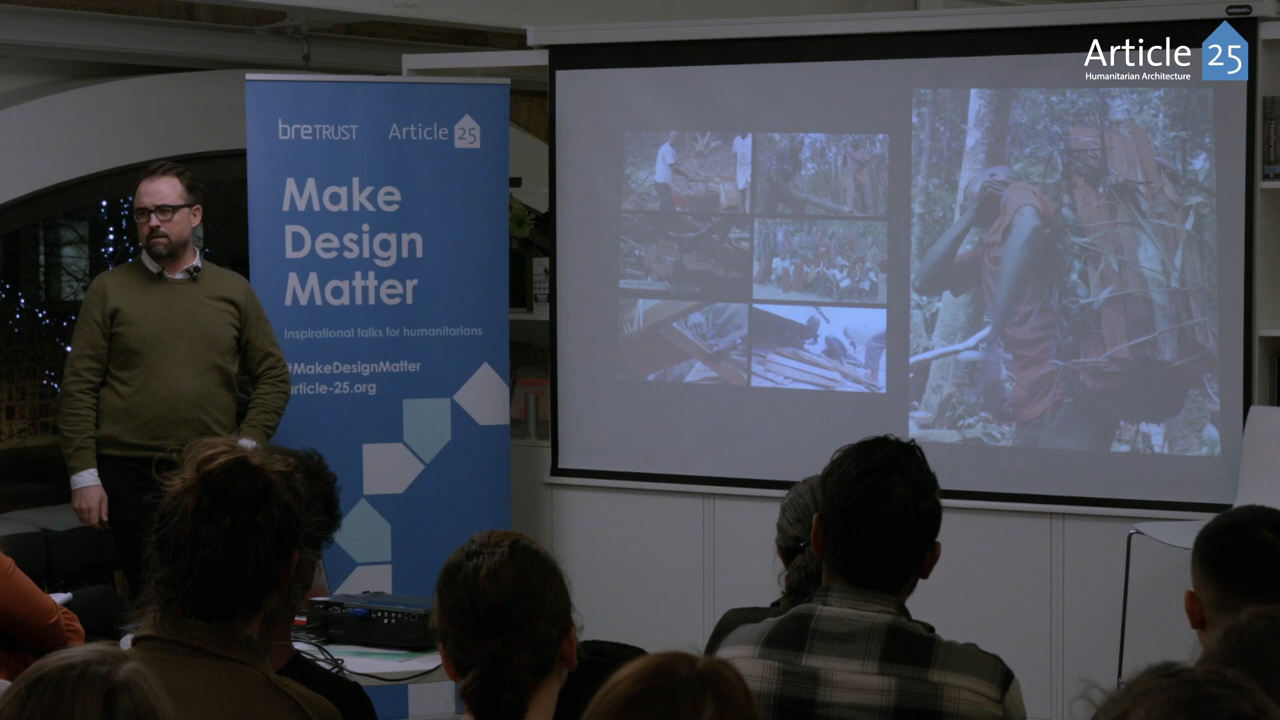 Article 25
Humanitarian Architecture
breTRUST Article 25
Make
Design
Matter
Inspirational talks for humanitarians
#MakeDesignMatter
article-25.org